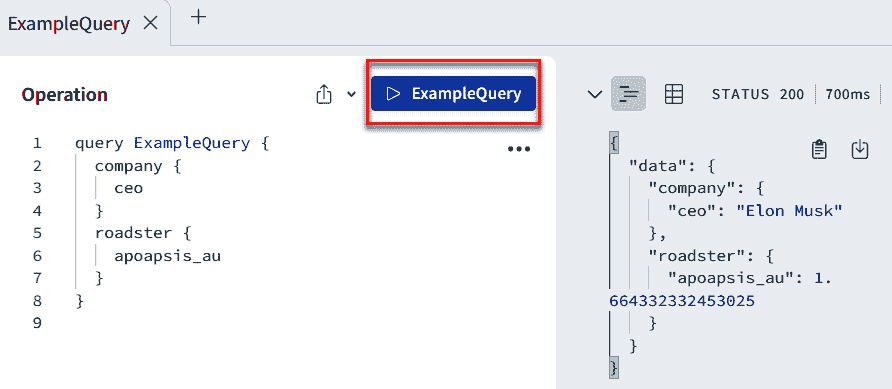 ExampleQuery
Operation
ExampleQuery
1 query ExampleQuery {
2 company {
3 ceo
4 }
5 roadster {
6 apoapsis_au
7 }
8 }
9
STATUS 200 700ms
{
"data": {
"company": {
"ceo": "Elon Musk"
},
"roadster": {
"apoapsis_au": 1.
664332332453025
}
}
}